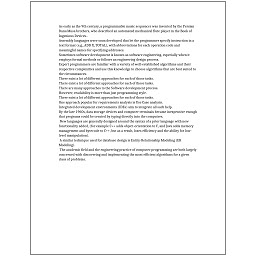 As early as the 9th century, a programmable music sequencer was invented by the Persian
Banu Musa brothers, who described an automated mechanical flute player in the Book of
Ingenious Devices.
Assembly languages were soon developed that let the programmer specify instruction in a
text format (e.g., ADD X, TOTAL), with abbreviations for each operation code and
meaningful names for specifying addresses.
Sometimes software development is known as software engineering, especially when it
employs formal methods or follows an engineering design process.
Expert programmers are familiar with a variety of well-established algorithms and their
respective complexities and use this knowledge to choose algorithms that are best suited to
the circumstances.
There exist a lot of different approaches for each of those tasks.
There exist a lot of different approaches for each of those tasks.
There are many approaches to the Software development process.
However, readability is more than just programming style.
There exist a lot of different approaches for each of those tasks.
One approach popular for requirements analysis is Use Case analysis.
Integrated development environments (IDEs) aim to integrate all such help.
By the late 1960s, data storage devices and computer terminals became inexpensive enough
that programs could be created by typing directly into the computers.
New languages are generally designed around the syntax of a prior language with new
functionality added, (for example C++ adds object-orientation to C, and Java adds memory
management and bytecode to C++, but as a result, loses efficiency and the ability for low-
level manipulation).
A similar technique used for database design is Entity-Relationship Modeling (ER
Modeling).
The academic field and the engineering practice of computer programming are both largely
concerned with discovering and implementing the most efficient algorithms for a given
class of problems.